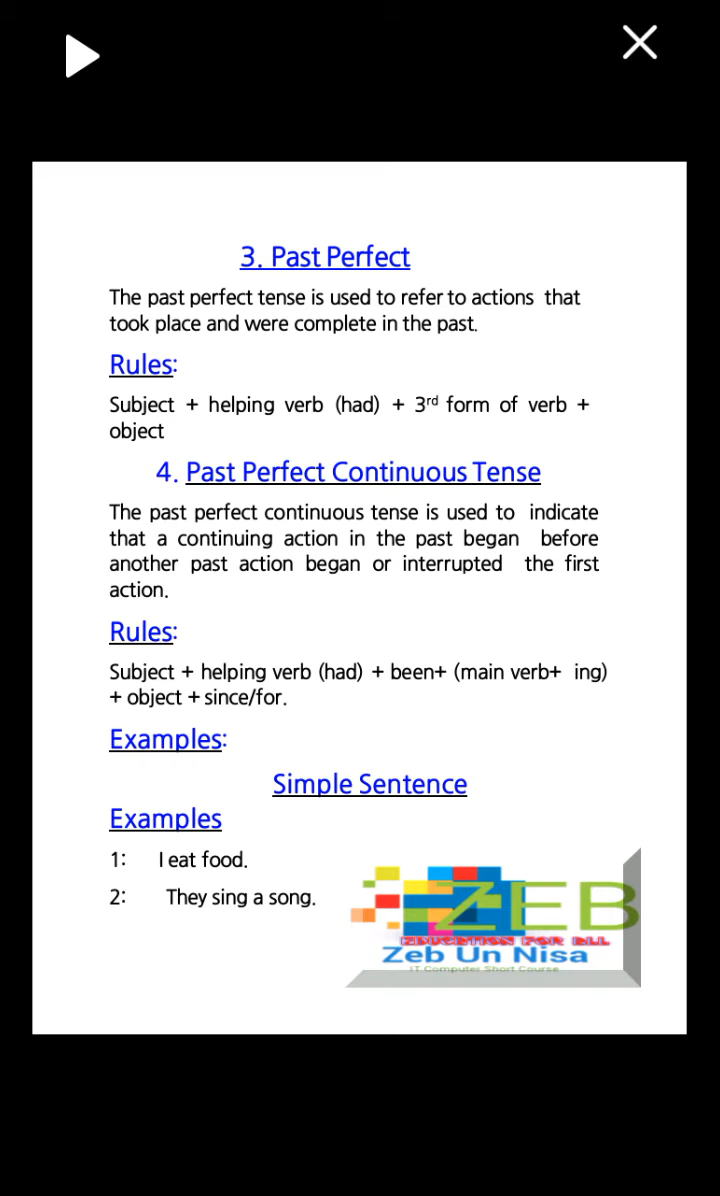 3. Past Perfect
The past perfect tense is used to refer to actions that
took place and were complete in the past.
Rules:
Subject + helping verb (had) + 3rd form of verb +
object
4. Past Perfect Continuous Tense
The past perfect continuous tense is used to indicate
that a continuing action in the past began before
another past action began or interrupted the first
action.
Rules:
Subject + helping verb (had) + been+ (main verb+ ing)
+ object + since/for.
Examples:
Simple Sentence
Examples
1: I eat food.
2: They sing a song.
ZEB
EDUCATION FOR ALL
Zeb Un Nisa
IT Computer Short Course